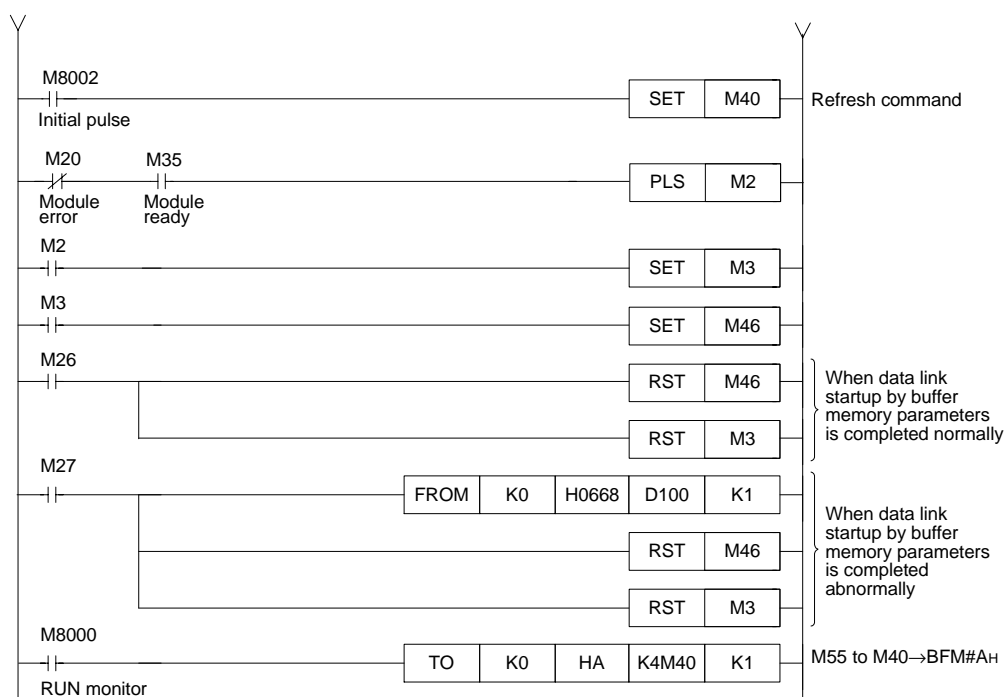 M8002
SET M40 Refresh command
Initial pulse
M20 M35
PLS M2
Module
error
Module
ready
M2
SET M3
M3
SET M46
M26
RST M46
RST M3
When data link
startup by buffer
memory parameters
is completed normally
M27
FROM K0 H0668 D100 K1
RST M46
RST M3
When data link
startup by buffer
memory parameters
is completed
abnormally
M8000
TO K0 HA K4M40 K1 M55 to M40→BFM#AH
RUN monitor